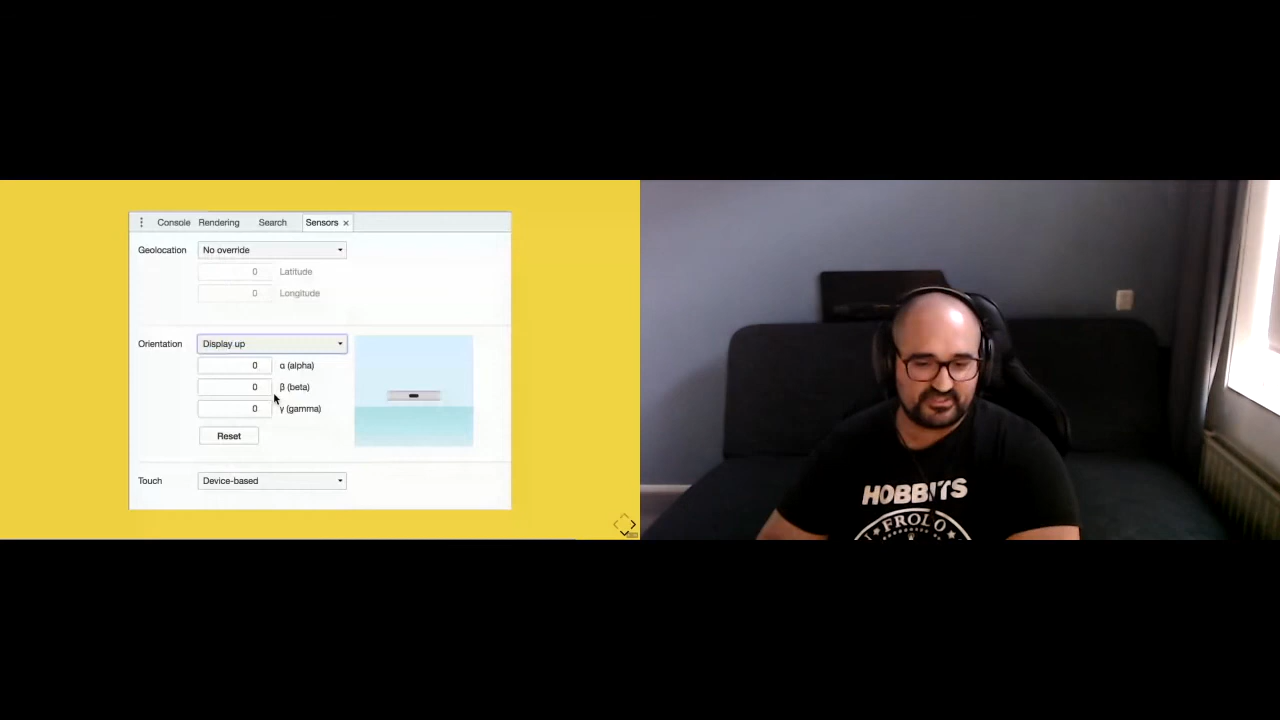 Console Rendering Search Sensors ×
Geolocation No override
0 Latitude
0 Longitude
Orientation Display up
0 α (alpha)
0 β (beta)
0 γ (gamma)
Reset
Touch Device-based
HOBBITS
FRODO